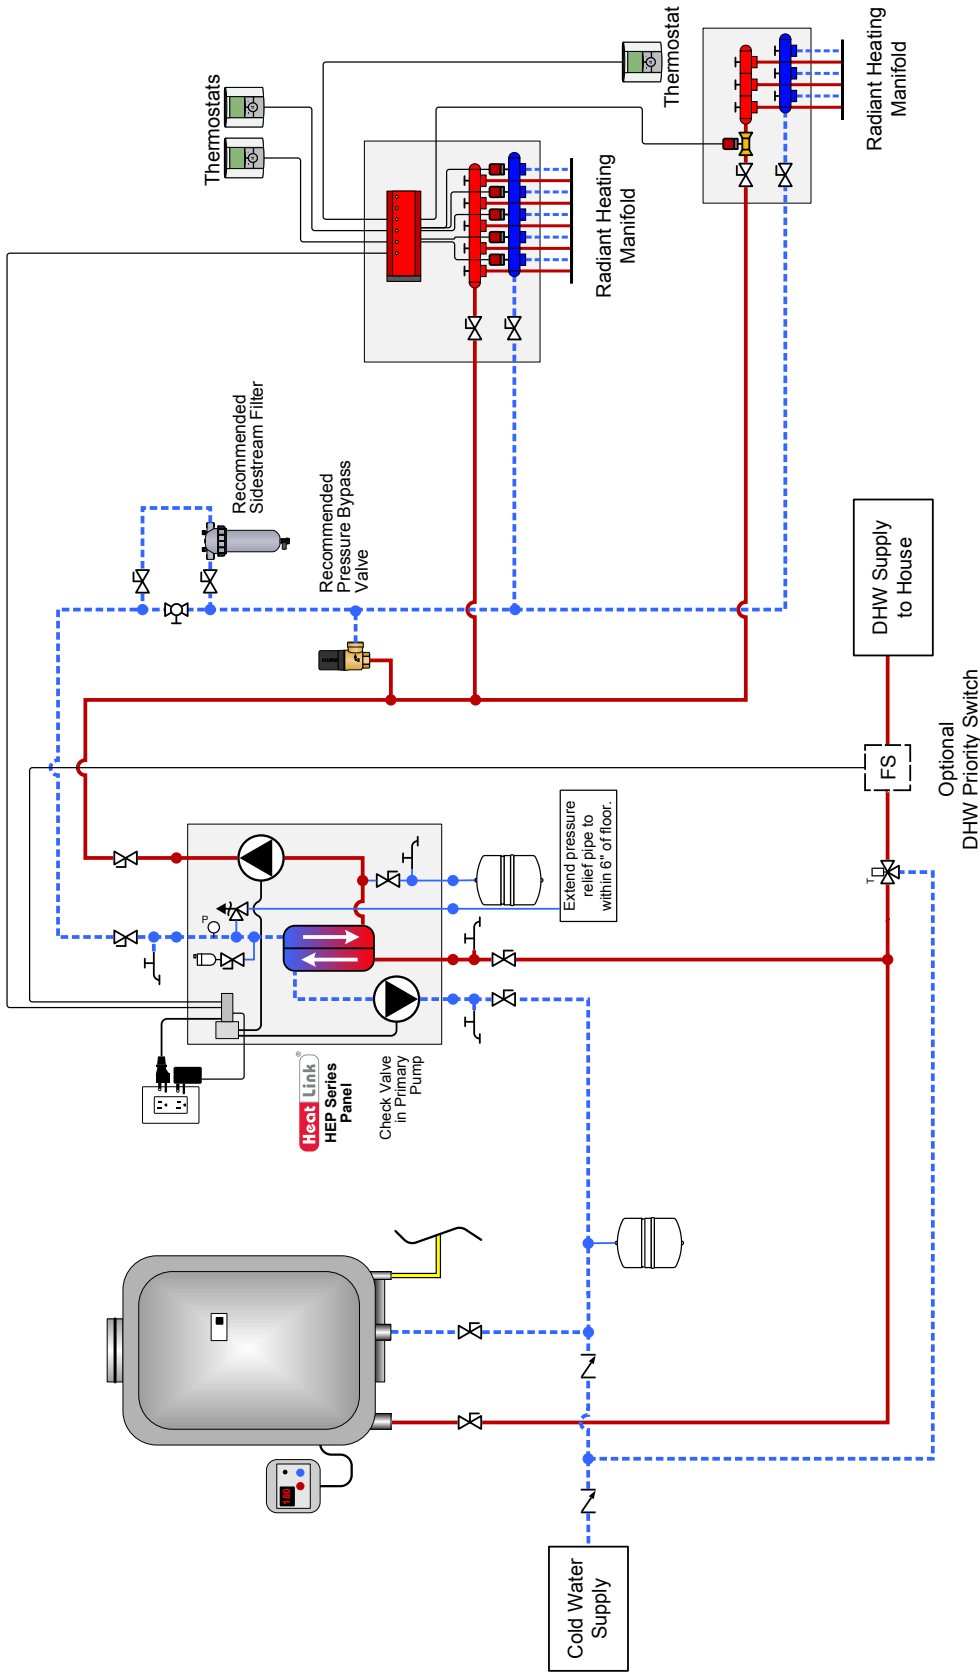 Thermostats
Thermostat
Radiant Heating
Manifold
Radiant Heating
Manifold
Recommended
Sidestream Filter
Recommended
Pressure Bypass
Valve
DHW Supply
to House
FS
Optional
DHW Priority Switch
T
P
Extend pressure
relief pipe to
within 6" of floor.
Heat Link®
HEP Series
Panel
Check Valve
in Primary
Pump
180
Cold Water
Supply